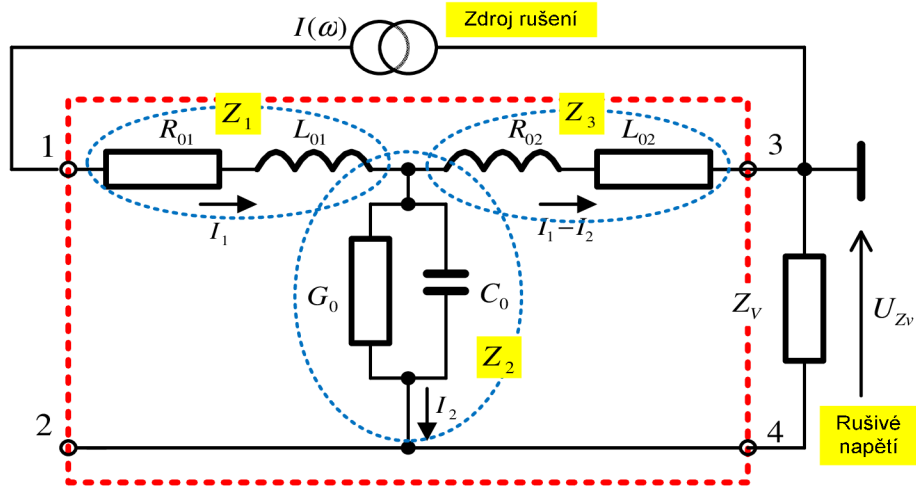 I(ω)
Zdroj rušení
Z1
Z3
R01
L01
R02
L02
1
3
I1
I1−I2
G0
C0
ZV
UZv
Z2
I2
2
4
Rušivé
napětí